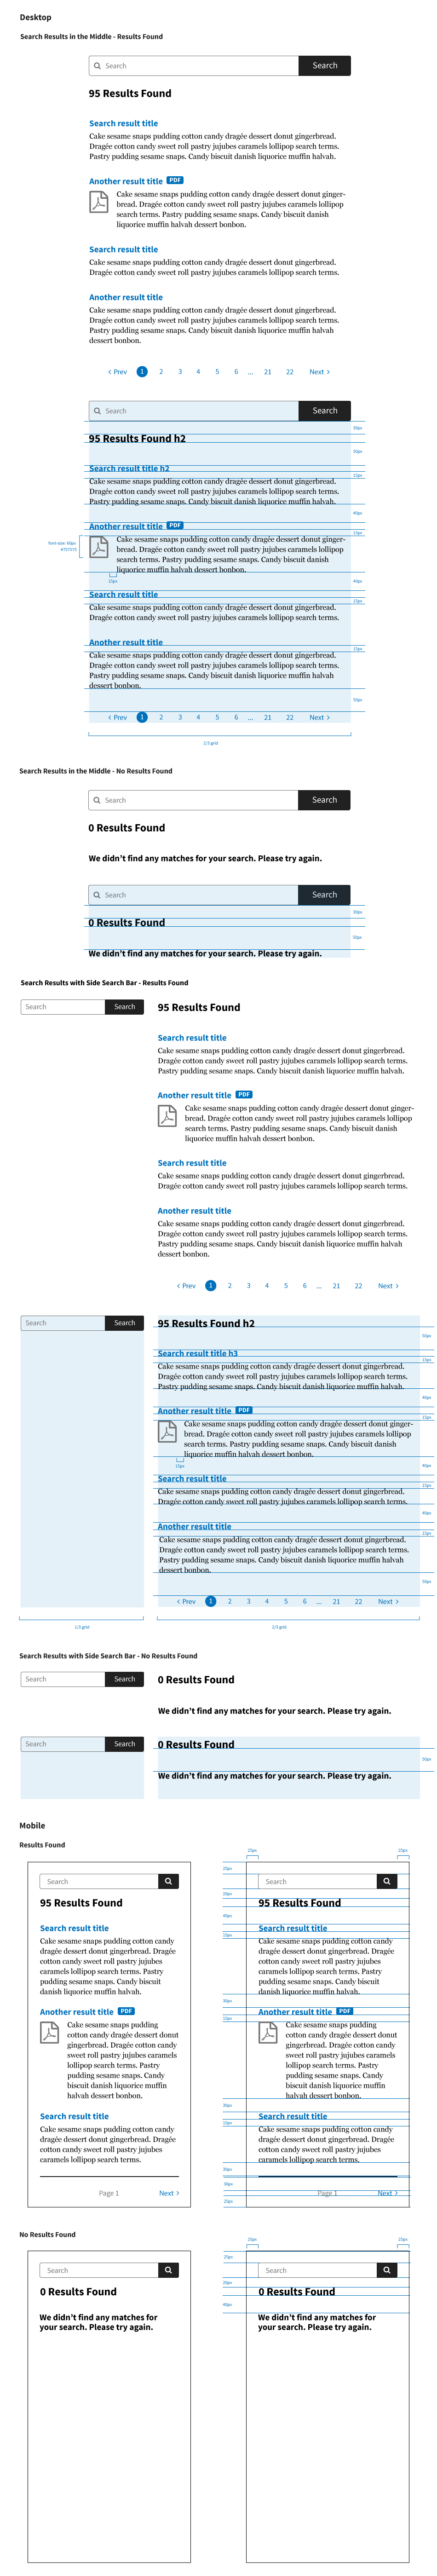 Desktop
Search Results in the Middle - Results Found
Search
Search
95 Results Found
Search result title
Cake sesame snaps pudding cotton candy dragée dessert donut gingerbread.
Dragée cotton candy sweet roll pastry jujubes caramels lollipop search terms.
Pastry pudding sesame snaps. Candy biscuit danish liquorice muffin halvah.
Another result title PDF
Cake sesame snaps pudding cotton candy dragée dessert donut ginger-
bread. Dragée cotton candy sweet roll pastry jujubes caramels lollipop
search terms. Pastry pudding sesame snaps. Candy biscuit danish
liquorice muffin halvah dessert bonbon.
Search result title
Cake sesame snaps pudding cotton candy dragée dessert donut gingerbread.
Dragée cotton candy sweet roll pastry jujubes caramels lollipop search terms.
Another result title
Cake sesame snaps pudding cotton candy dragée dessert donut gingerbread.
Dragée cotton candy sweet roll pastry jujubes caramels lollipop search terms.
Pastry pudding sesame snaps. Candy biscuit danish liquorice muffin halvah
dessert bonbon.
‹ Prev 1 2 3 4 5 6 ... 21 22 Next ›
Search
Search
30px
95 Results Found h2
50px
Search result title h2
15px
Cake sesame snaps pudding cotton candy dragée dessert donut gingerbread.
Dragée cotton candy sweet roll pastry jujubes caramels lollipop search terms.
Pastry pudding sesame snaps. Candy biscuit danish liquorice muffin halvah.
40px
Another result title PDF
15px
font-size: 60px
#757575
Cake sesame snaps pudding cotton candy dragée dessert donut ginger-
bread. Dragée cotton candy sweet roll pastry jujubes caramels lollipop
search terms. Pastry pudding sesame snaps. Candy biscuit danish
liquorice muffin halvah dessert bonbon.
15px
40px
Search result title
15px
Cake sesame snaps pudding cotton candy dragée dessert donut gingerbread.
Dragée cotton candy sweet roll pastry jujubes caramels lollipop search terms.
Another result title
15px
Cake sesame snaps pudding cotton candy dragée dessert donut gingerbread.
Dragée cotton candy sweet roll pastry jujubes caramels lollipop search terms.
Pastry pudding sesame snaps. Candy biscuit danish liquorice muffin halvah
dessert bonbon.
50px
‹ Prev 1 2 3 4 5 6 ... 21 22 Next ›
2/3 grid
Search Results in the Middle - No Results Found
Search
Search
0 Results Found
We didn't find any matches for your search. Please try again.
Search
Search
30px
0 Results Found
50px
We didn't find any matches for your search. Please try again.
Search Results with Side Search Bar - Results Found
Search
Search
95 Results Found
Search result title
Cake sesame snaps pudding cotton candy dragée dessert donut gingerbread.
Dragée cotton candy sweet roll pastry jujubes caramels lollipop search terms.
Pastry pudding sesame snaps. Candy biscuit danish liquorice muffin halvah.
Another result title PDF
Cake sesame snaps pudding cotton candy dragée dessert donut ginger-
bread. Dragée cotton candy sweet roll pastry jujubes caramels lollipop
search terms. Pastry pudding sesame snaps. Candy biscuit danish
liquorice muffin halvah dessert bonbon.
Search result title
Cake sesame snaps pudding cotton candy dragée dessert donut gingerbread.
Dragée cotton candy sweet roll pastry jujubes caramels lollipop search terms.
Another result title
Cake sesame snaps pudding cotton candy dragée dessert donut gingerbread.
Dragée cotton candy sweet roll pastry jujubes caramels lollipop search terms.
Pastry pudding sesame snaps. Candy biscuit danish liquorice muffin halvah
dessert bonbon.
‹ Prev 1 2 3 4 5 6 ... 21 22 Next ›
Search
Search
95 Results Found h2
50px
Search result title h3
15px
Cake sesame snaps pudding cotton candy dragée dessert donut gingerbread.
Dragée cotton candy sweet roll pastry jujubes caramels lollipop search terms.
Pastry pudding sesame snaps. Candy biscuit danish liquorice muffin halvah.
40px
Another result title PDF
15px
Cake sesame snaps pudding cotton candy dragée dessert donut ginger-
bread. Dragée cotton candy sweet roll pastry jujubes caramels lollipop
search terms. Pastry pudding sesame snaps. Candy biscuit danish
liquorice muffin halvah dessert bonbon.
15px
40px
Search result title
15px
Cake sesame snaps pudding cotton candy dragée dessert donut gingerbread.
Dragée cotton candy sweet roll pastry jujubes caramels lollipop search terms.
40px
Another result title
15px
Cake sesame snaps pudding cotton candy dragée dessert donut gingerbread.
Dragée cotton candy sweet roll pastry jujubes caramels lollipop search terms.
Pastry pudding sesame snaps. Candy biscuit danish liquorice muffin halvah
dessert bonbon.
50px
‹ Prev 1 2 3 4 5 6 ... 21 22 Next ›
1/3 grid
2/3 grid
Search Results with Side Search Bar - No Results Found
Search
Search
0 Results Found
We didn't find any matches for your search. Please try again.
Search
Search
0 Results Found
50px
We didn't find any matches for your search. Please try again.
Mobile
Results Found
Search
95 Results Found
Search result title
Cake sesame snaps pudding cotton candy
dragée dessert donut gingerbread. Dragée
cotton candy sweet roll pastry jujubes
caramels lollipop search terms. Pastry
pudding sesame snaps. Candy biscuit
danish liquorice muffin halvah.
Another result title PDF
Cake sesame snaps pudding
cotton candy dragée dessert donut
gingerbread. Dragée cotton candy
sweet roll pastry jujubes caramels
lollipop search terms. Pastry
pudding sesame snaps. Candy
biscuit danish liquorice muffin
halvah dessert bonbon.
Search result title
Cake sesame snaps pudding cotton candy
dragée dessert donut gingerbread. Dragée
cotton candy sweet roll pastry jujubes
caramels lollipop search terms.
Page 1
Next ›
25px
25px
25px
Search
20px
95 Results Found
40px
Search result title
15px
Cake sesame snaps pudding cotton candy
dragée dessert donut gingerbread. Dragée
cotton candy sweet roll pastry jujubes
caramels lollipop search terms. Pastry
pudding sesame snaps. Candy biscuit
danish liquorice muffin halvah.
30px
Another result title PDF
15px
Cake sesame snaps pudding
cotton candy dragée dessert donut
gingerbread. Dragée cotton candy
sweet roll pastry jujubes caramels
lollipop search terms. Pastry
pudding sesame snaps. Candy
biscuit danish liquorice muffin
halvah dessert bonbon.
30px
Search result title
15px
Cake sesame snaps pudding cotton candy
dragée dessert donut gingerbread. Dragée
cotton candy sweet roll pastry jujubes
caramels lollipop search terms.
30px
30px
Page 1
Next ›
25px
No Results Found
Search
0 Results Found
We didn't find any matches for
your search. Please try again.
25px
25px
25px
Search
20px
0 Results Found
40px
We didn't find any matches for
your search. Please try again.